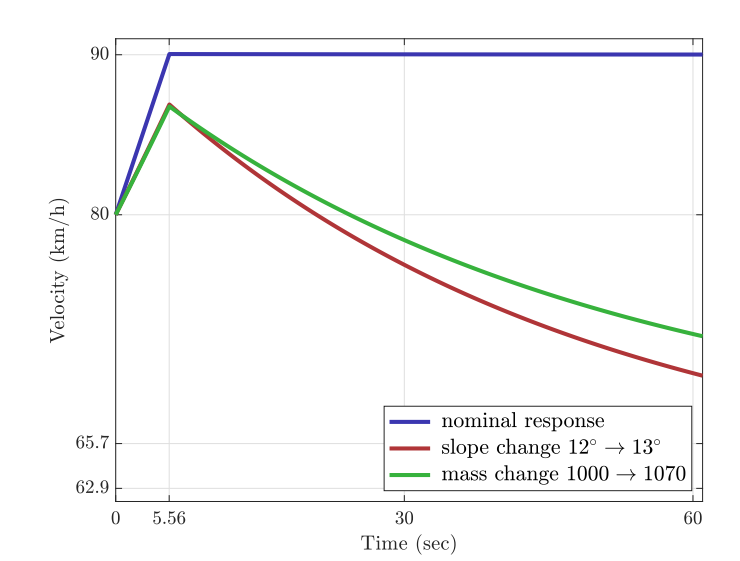 90
80
65.7
62.9
Velocity (km/h)
nominal response
slope change 12° → 13°
mass change 1000 → 1070
0 5.56 30 60
Time (sec)